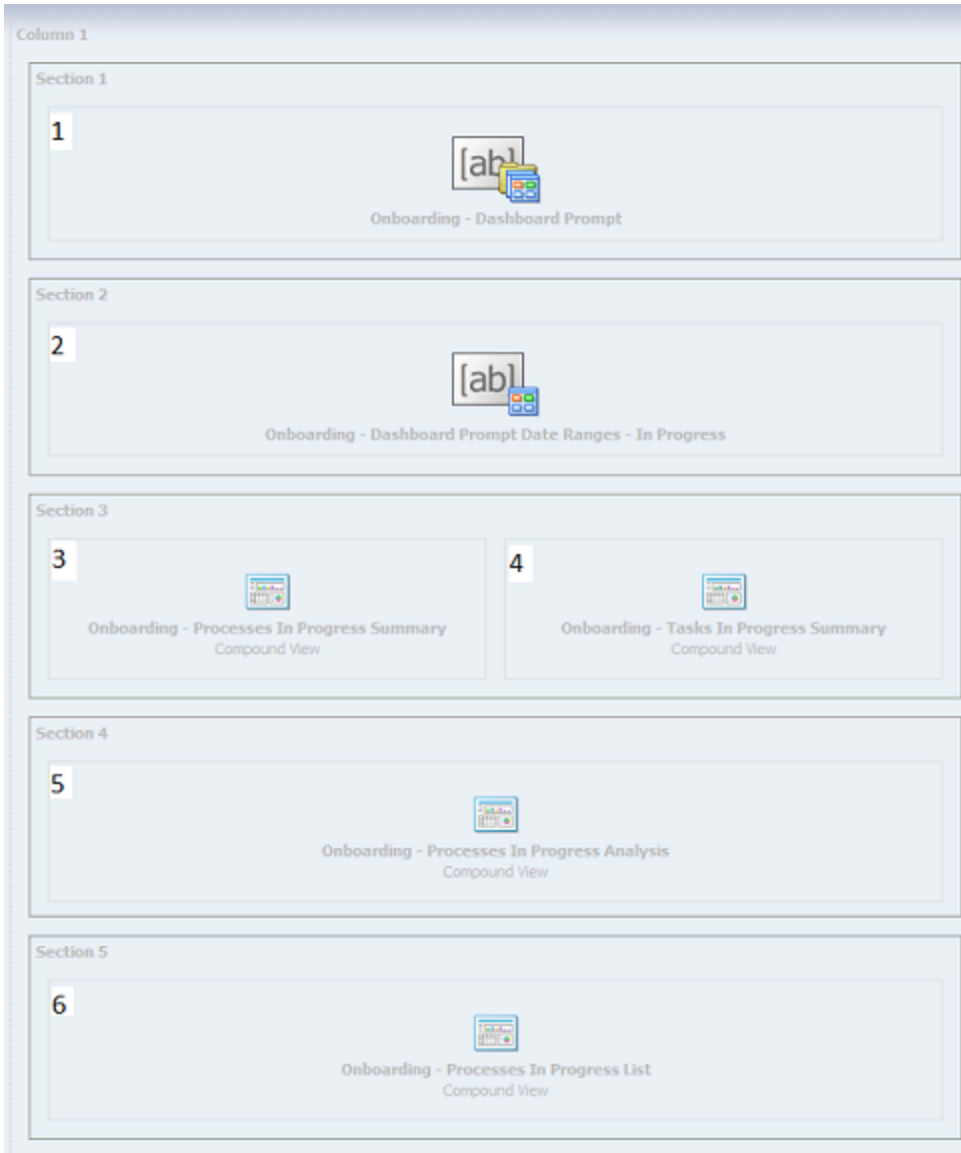 Column 1
Section 1
1
[ab]
Onboarding - Dashboard Prompt
Section 2
2
[ab]
Onboarding - Dashboard Prompt Date Ranges - In Progress
Section 3
3
Onboarding - Processes In Progress Summary
Compound View
4
Onboarding - Tasks In Progress Summary
Compound View
Section 4
5
Onboarding - Processes In Progress Analysis
Compound View
Section 5
6
Onboarding - Processes In Progress List
Compound View